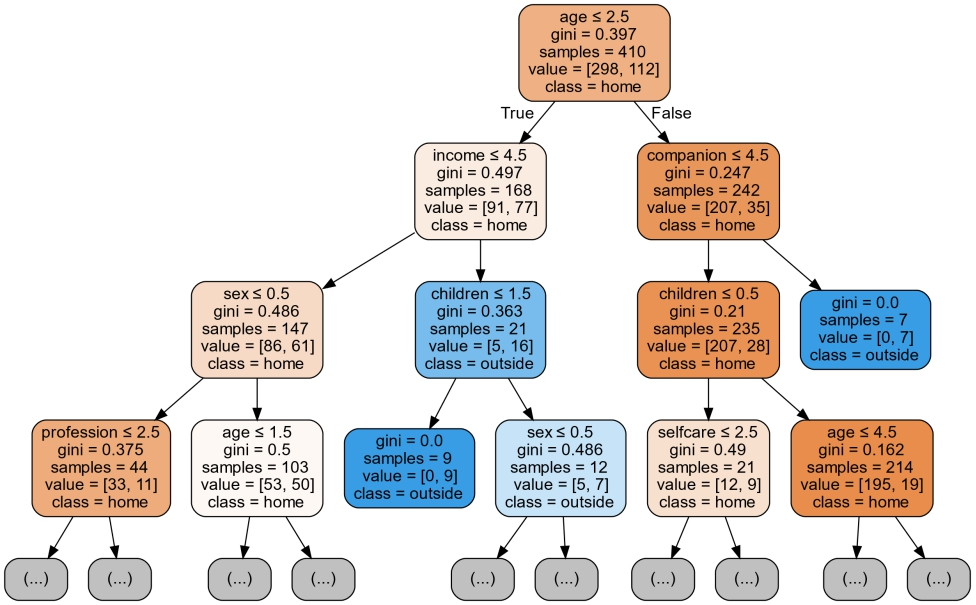 age ≤ 2.5
gini = 0.397
samples = 410
value = [298, 112]
class = home
True
False
income ≤ 4.5
gini = 0.497
samples = 168
value = [91, 77]
class = home
companion ≤ 4.5
gini = 0.247
samples = 242
value = [207, 35]
class = home
sex ≤ 0.5
gini = 0.486
samples = 147
value = [86, 61]
class = home
children ≤ 1.5
gini = 0.363
samples = 21
value = [5, 16]
class = outside
children ≤ 0.5
gini = 0.21
samples = 235
value = [207, 28]
class = home
gini = 0.0
samples = 7
value = [0, 7]
class = outside
profession ≤ 2.5
gini = 0.375
samples = 44
value = [33, 11]
class = home
age ≤ 1.5
gini = 0.5
samples = 103
value = [53, 50]
class = home
gini = 0.0
samples = 9
value = [0, 9]
class = outside
sex ≤ 0.5
gini = 0.486
samples = 12
value = [5, 7]
class = outside
selfcare ≤ 2.5
gini = 0.49
samples = 21
value = [12, 9]
class = home
age ≤ 4.5
gini = 0.162
samples = 214
value = [195, 19]
class = home
(...)
(...)
(...)
(...)
(...)
(...)
(...)
(...)
(...)
(...)